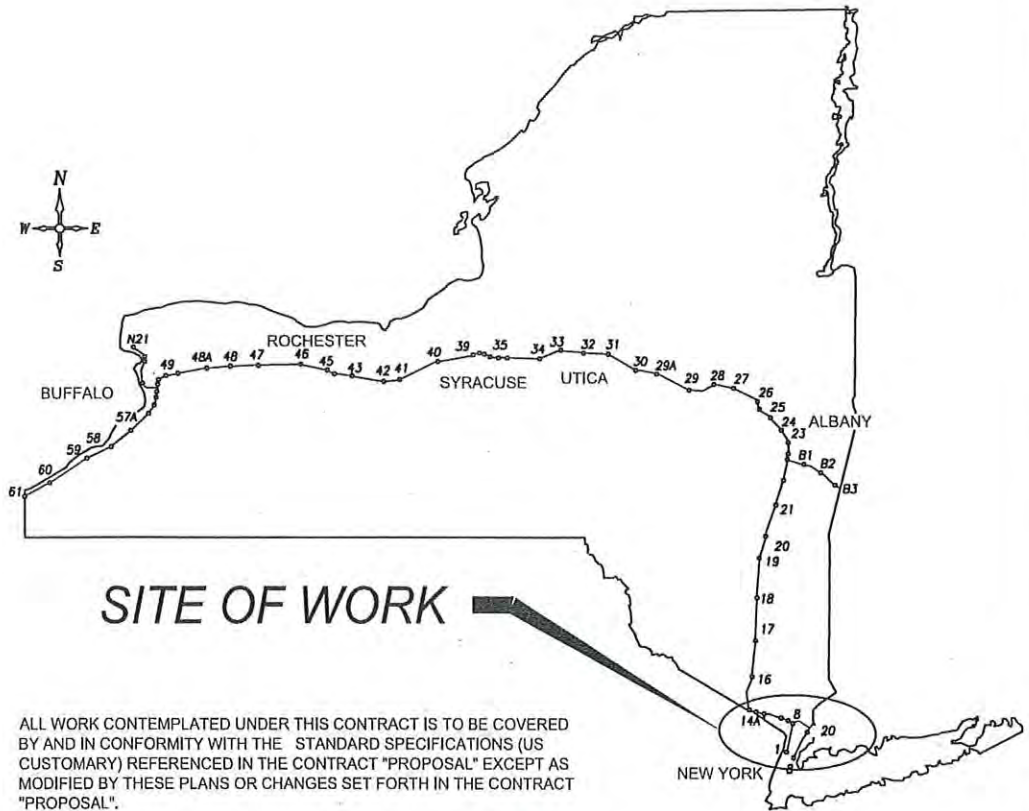 N
W E
S
N21
ROCHESTER
49
48A
48
47
46
45
43
42
41
40
39
35
34
33
32
31
SYRACUSE
UTICA
BUFFALO
57A
58
59
60
61
30
29A
29
28
27
26
25
24
ALBANY
23
B1
B2
B3
21
20
19
18
17
16
SITE OF WORK
14A
8
20
1
NEW YORK
ALL WORK CONTEMPLATED UNDER THIS CONTRACT IS TO BE COVERED
BY AND IN CONFORMITY WITH THE STANDARD SPECIFICATIONS (US
CUSTOMARY) REFERENCED IN THE CONTRACT "PROPOSAL" EXCEPT AS
MODIFIED BY THESE PLANS OR CHANGES SET FORTH IN THE CONTRACT
"PROPOSAL".